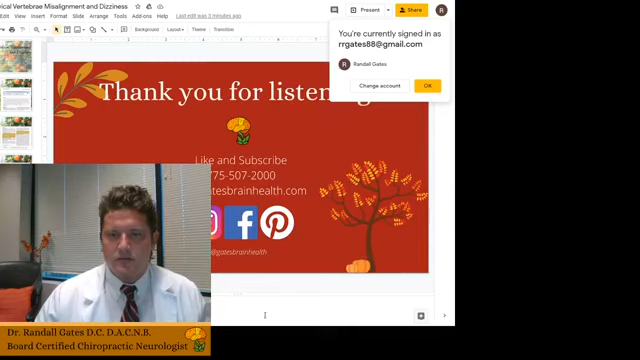 vical Vertebrae Misalignment and Dizziness
Edit View Insert Format Slide Arrange Tools Add-ons Help Last edit was 3 minutes ago
Present
Share
R
Background Layout Theme Transition
You're currently signed in as
rrgates88@gmail.com
R Randall Gates
Change account OK
Thank you for listen
Like and Subscribe
775-507-2000
gatesbrainhealth.com
@gatesbrainhealth
Dr. Randall Gates D.C. D.A.C.N.B.
Board Certified Chiropractic Neurologist